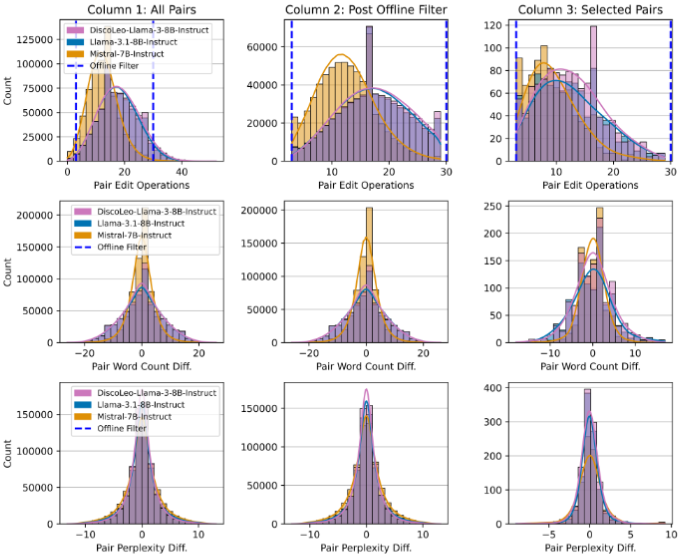 Column 1: All Pairs
Column 2: Post Offline Filter
Column 3: Selected Pairs
DiscoLeo-Llama-3-8B-Instruct
Llama-3.1-8B-Instruct
Mistral-7B-Instruct
Offline Filter
Count
125000
100000
75000
50000
25000
0
0 20 40
Pair Edit Operations
60000
40000
20000
0
10 20 30
Pair Edit Operations
120
100
80
60
40
20
0
10 20 30
Pair Edit Operations
DiscoLeo-Llama-3-8B-Instruct
Llama-3.1-8B-Instruct
Mistral-7B-Instruct
Offline Filter
Count
200000
150000
100000
50000
0
−20 0 20
Pair Word Count Diff.
200000
150000
100000
50000
0
−20 0 20
Pair Word Count Diff.
250
200
150
100
50
0
−10 0 10
Pair Word Count Diff.
DiscoLeo-Llama-3-8B-Instruct
Llama-3.1-8B-Instruct
Mistral-7B-Instruct
Offline Filter
Count
150000
100000
50000
0
−10 0 10
Pair Perplexity Diff.
150000
100000
50000
0
−10 0 10
Pair Perplexity Diff.
400
300
200
100
0
−5 0 5
Pair Perplexity Diff.